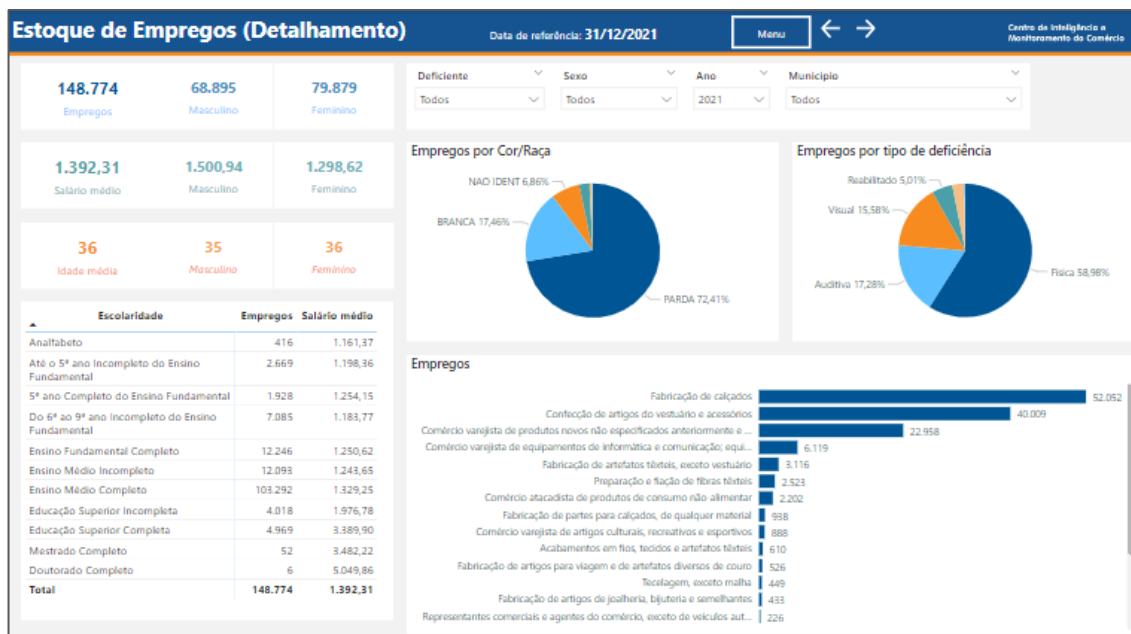 Estoque de Empregos (Detalhamento)
Data de referência: 31/12/2021
Menu
Centro de Inteligência e
Monitoramento do Comércio
148.774
Empregos
68.895
Masculino
79.879
Feminino
1.392,31
Salário médio
1.500,94
Masculino
1.298,62
Feminino
36
Idade média
35
Masculino
36
Feminino
Deficiente
Todos
Sexo
Todos
Ano
2021
Município
Todos
Empregos por Cor/Raça
NAO IDENT 6,86%
BRANCA 17,46%
PARDA 72,41%
Empregos por tipo de deficiência
Reabilitado 5,01%
Visual 15,58%
Auditiva 17,28%
Física 58,98%
Escolaridade Empregos Salário médio
Analfabeto 416 1.161,37
Até o 5ª ano Incompleto do Ensino 2.669 1.198,36
Fundamental
5ª ano Completo do Ensino Fundamental 1.928 1.254,15
Do 6ª ao 9ª ano Incompleto do Ensino 7.085 1.183,77
Fundamental
Ensino Fundamental Completo 12.246 1.250,62
Ensino Médio Incompleto 12.093 1.243,65
Ensino Médio Completo 103.292 1.329,25
Educação Superior Incompleta 4.018 1.976,78
Educação Superior Completa 4.969 3.389,90
Mestrado Completo 52 3.482,22
Doutorado Completo 6 5.049,86
Total 148.774 1.392,31
Empregos
Fabricação de calçados 52.052
Confecção de artigos do vestuário e acessórios 40.009
Comércio varejista de produtos novos não especificados anteriormente e ... 22.958
Comércio varejista de equipamentos de informática e comunicação; equi... 6.119
Fabricação de artefatos têxteis, exceto vestuário 3.116
Preparação e fiação de fibras têxteis 2.523
Comércio atacadista de produtos de consumo não-alimentar 2.202
Fabricação de partes para calçados, de qualquer material 938
Comércio varejista de artigos culturais, recreativos e esportivos 888
Acabamentos em fios, tecidos e artefatos têxteis 610
Fabricação de artigos para viagem e de artefatos diversos de couro 526
Tecelagem, exceto malha 449
Fabricação de artigos de joalheria, bijuteria e semelhantes 433
Representantes comerciais e agentes do comércio, exceto de veículos aut... 226